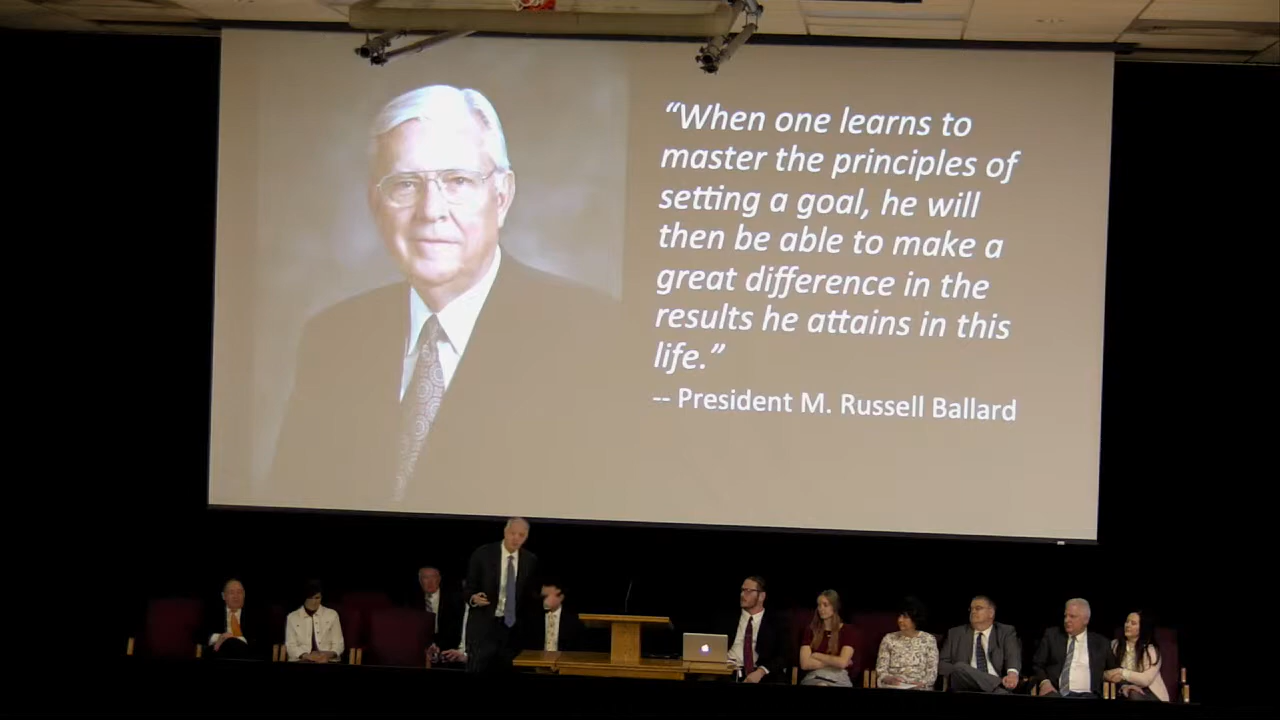 “When one learns to
master the principles of
setting a goal, he will
then be able to make a
great difference in the
results he attains in this
life.”
-- President M. Russell Ballard